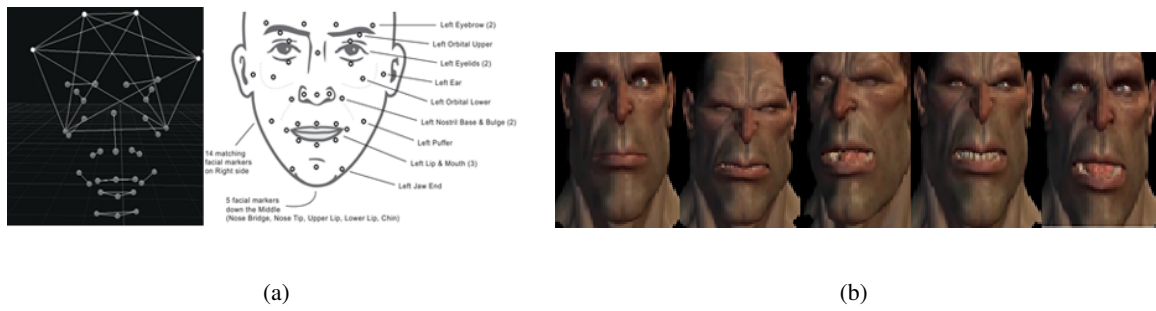 Left Eyebrow (2)
Left Orbital Upper
Left Eyelids (2)
Left Ear
Left Orbital Lower
Left Nostril Base & Bulge (2)
Left Puffer
Left Lip & Mouth (3)
Left Jaw End
14 matching
facial markers
on Right side
5 facial markers
down the Middle
(Nose Bridge, Nose Tip, Upper Lip, Lower Lip, Chin)
(a)
(b)